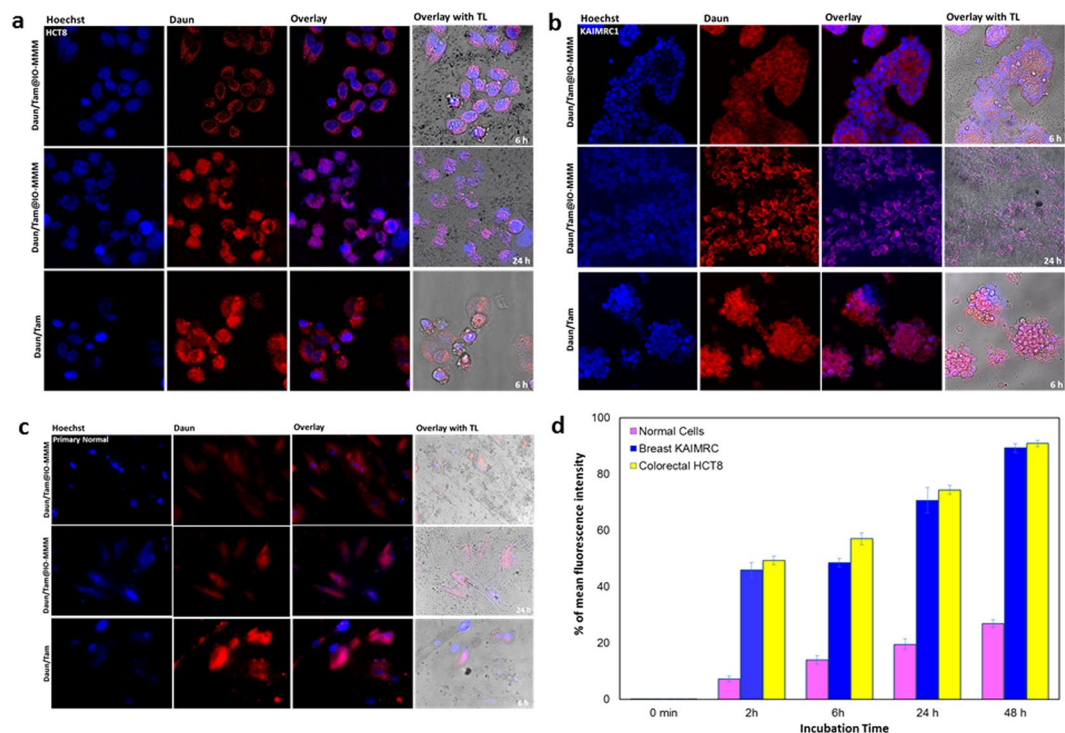 a
Hoechst Daun Overlay Overlay with TL
HCT8
Daun/Tam@IO-MMM
6 h
Daun/Tam@IO-MMM
24 h
Daun/Tam
6 h
b
Hoechst Daun Overlay Overlay with TL
KAIMRC1
Daun/Tam@IO-MMM
6 h
Daun/Tam@IO-MMM
24 h
Daun/Tam
6 h
c
Hoechst Daun Overlay Overlay with TL
Primary Normal
Daun/Tam@IO-MMM
Daun/Tam@IO-MMM
24 h
Daun/Tam
6 h
d
% of mean fluorescence intensity
100
80
60
40
20
0
Normal Cells
Breast KAIMRC
Colorectal HCT8
0 min 2h 6h 24 h 48 h
Incubation Time